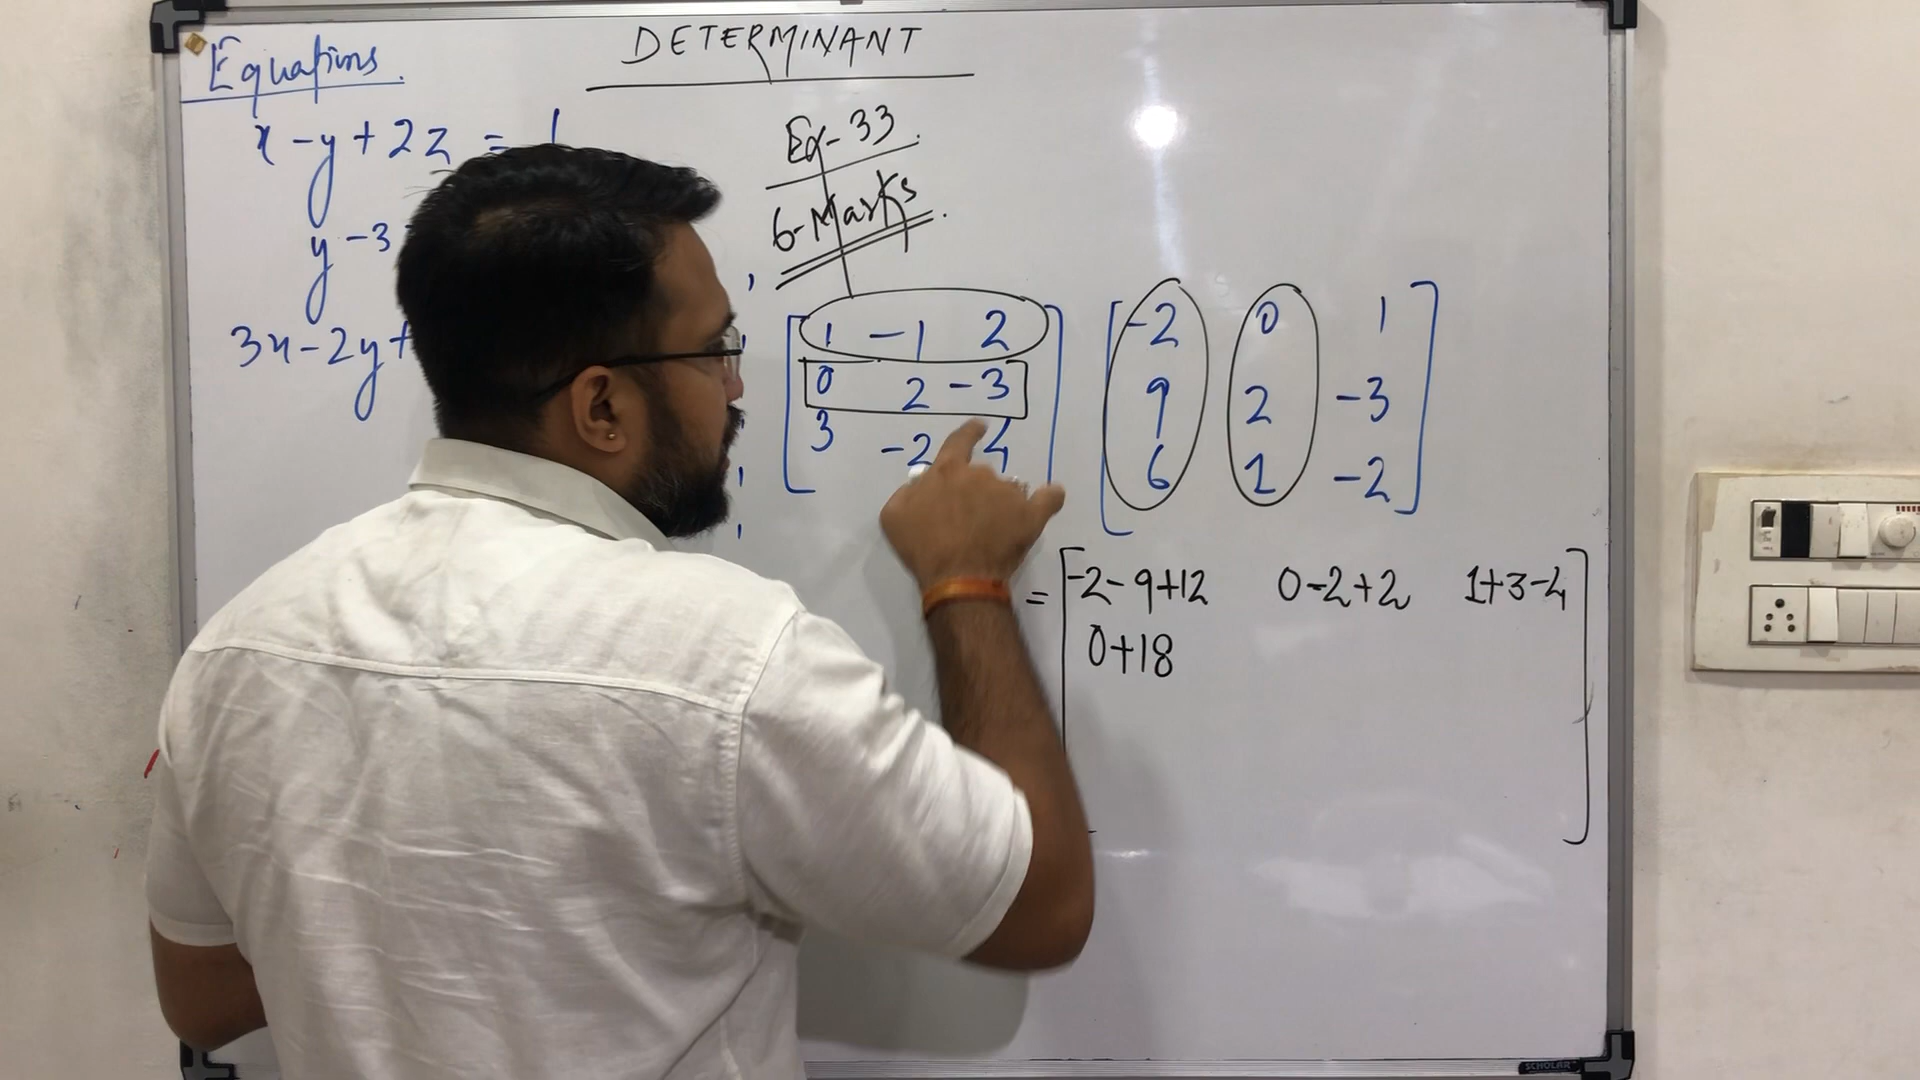 Equations.
DETERMINANT
x - y + 2z = 1
y - 3
3x - 2y +
Ex-33.
6-Marks.
1 -1 2
0 2 -3
3 -2 4
-2 0 1
9 2 -3
6 1 -2
= -2-9+12 0-2+2 1+3-4
0+18
SCHOLAR